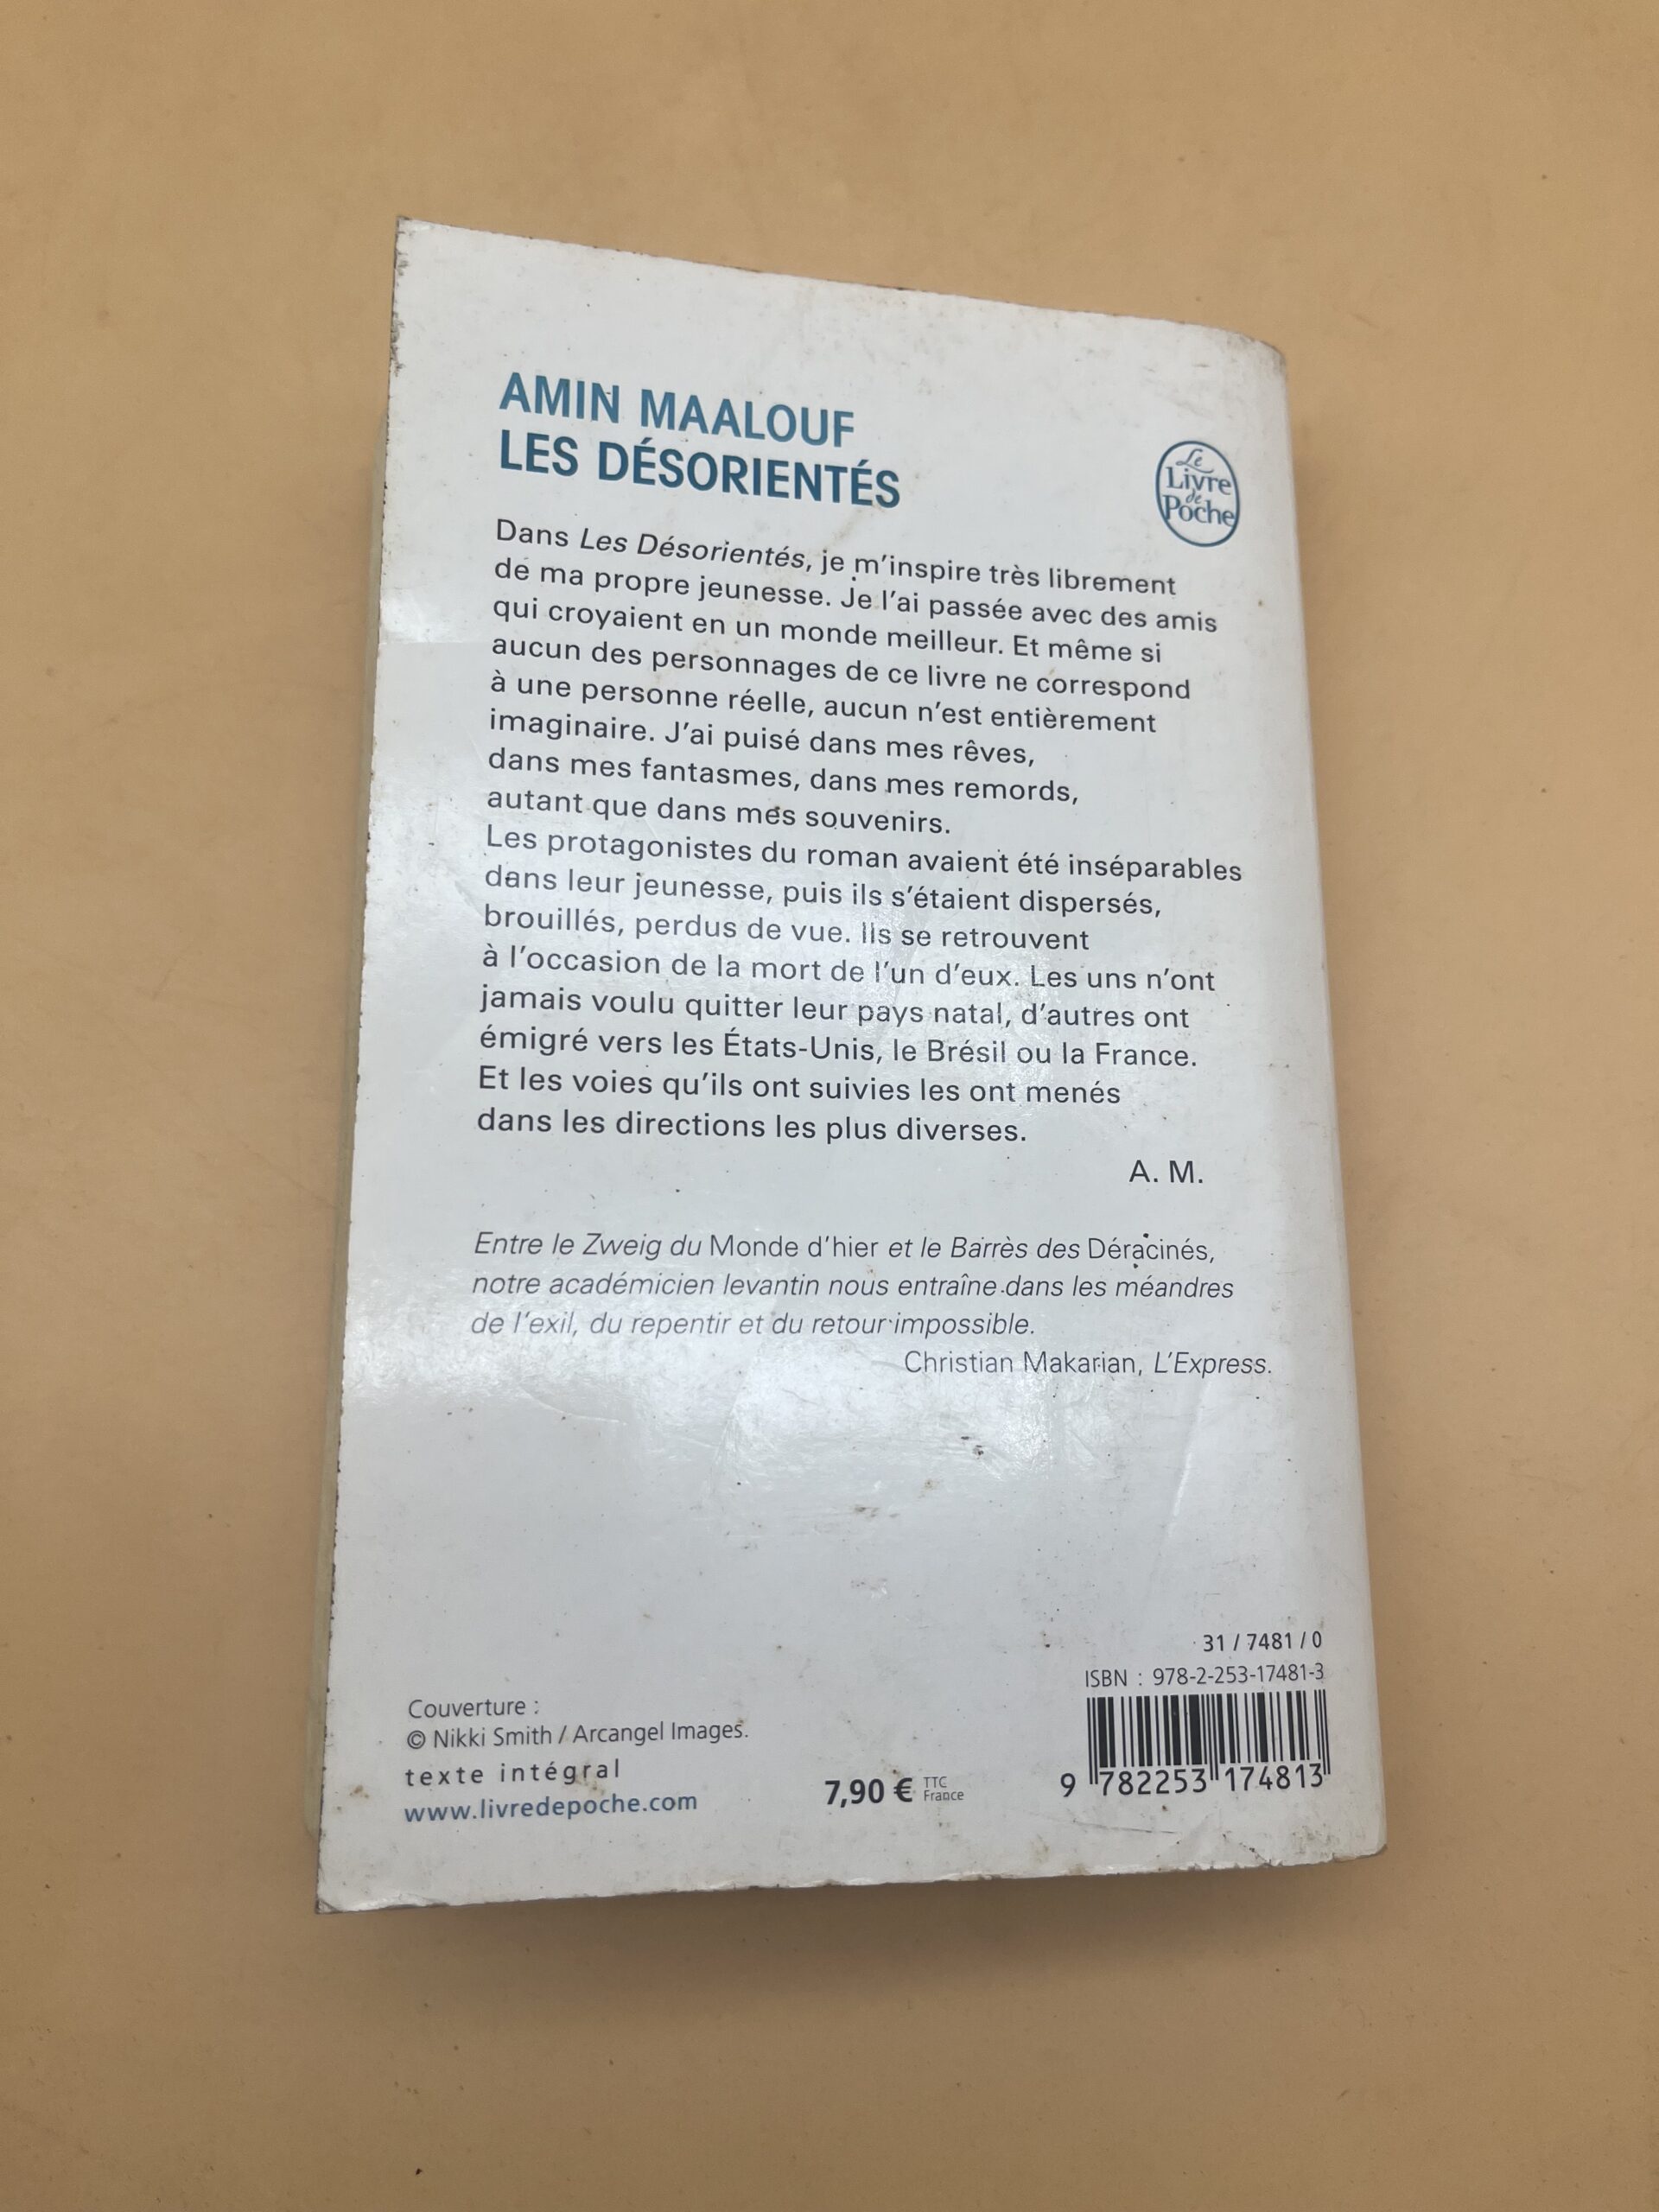 AMIN MAALOUF
LES DÉSORIENTÉS
Le
Livre
de
Poche
Dans Les Désorientés, je m'inspire très librement
de ma propre jeunesse. Je l'ai passée avec des amis
qui croyaient en un monde meilleur. Et même si
aucun des personnages de ce livre ne correspond
à une personne réelle, aucun n'est entièrement
imaginaire. J'ai puisé dans mes rêves,
dans mes fantasmes, dans mes remords,
autant que dans mes souvenirs.
Les protagonistes du roman avaient été inséparables
dans leur jeunesse, puis ils s'étaient dispersés,
brouillés, perdus de vue. Ils se retrouvent
à l'occasion de la mort de l'un d'eux. Les uns n'ont
jamais voulu quitter leur pays natal, d'autres ont
émigré vers les États-Unis, le Brésil ou la France.
Et les voies qu'ils ont suivies les ont menés
dans les directions les plus diverses.
A. M.
Entre le Zweig du Monde d'hier et le Barrès des Déracinés,
notre académicien levantin nous entraîne dans les méandres
de l'exil, du repentir et du retour impossible.
Christian Makarian, L'Express.
31 / 7481 / 0
ISBN : 978-2-253-17481-3
Couverture :
© Nikki Smith / Arcangel Images.
texte intégral
www.livredepoche.com
7,90 € TTC
France
9 782253 174813